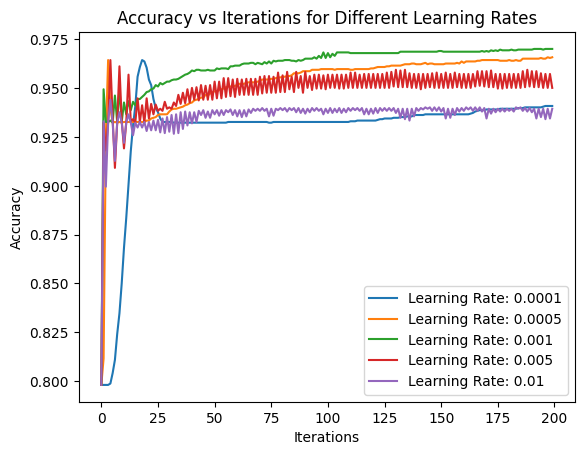 Accuracy vs Iterations for Different Learning Rates
0.975
0.950
0.925
0.900
0.875
0.850
0.825
0.800
Accuracy
Learning Rate: 0.0001
Learning Rate: 0.0005
Learning Rate: 0.001
Learning Rate: 0.005
Learning Rate: 0.01
0 25 50 75 100 125 150 175 200
Iterations